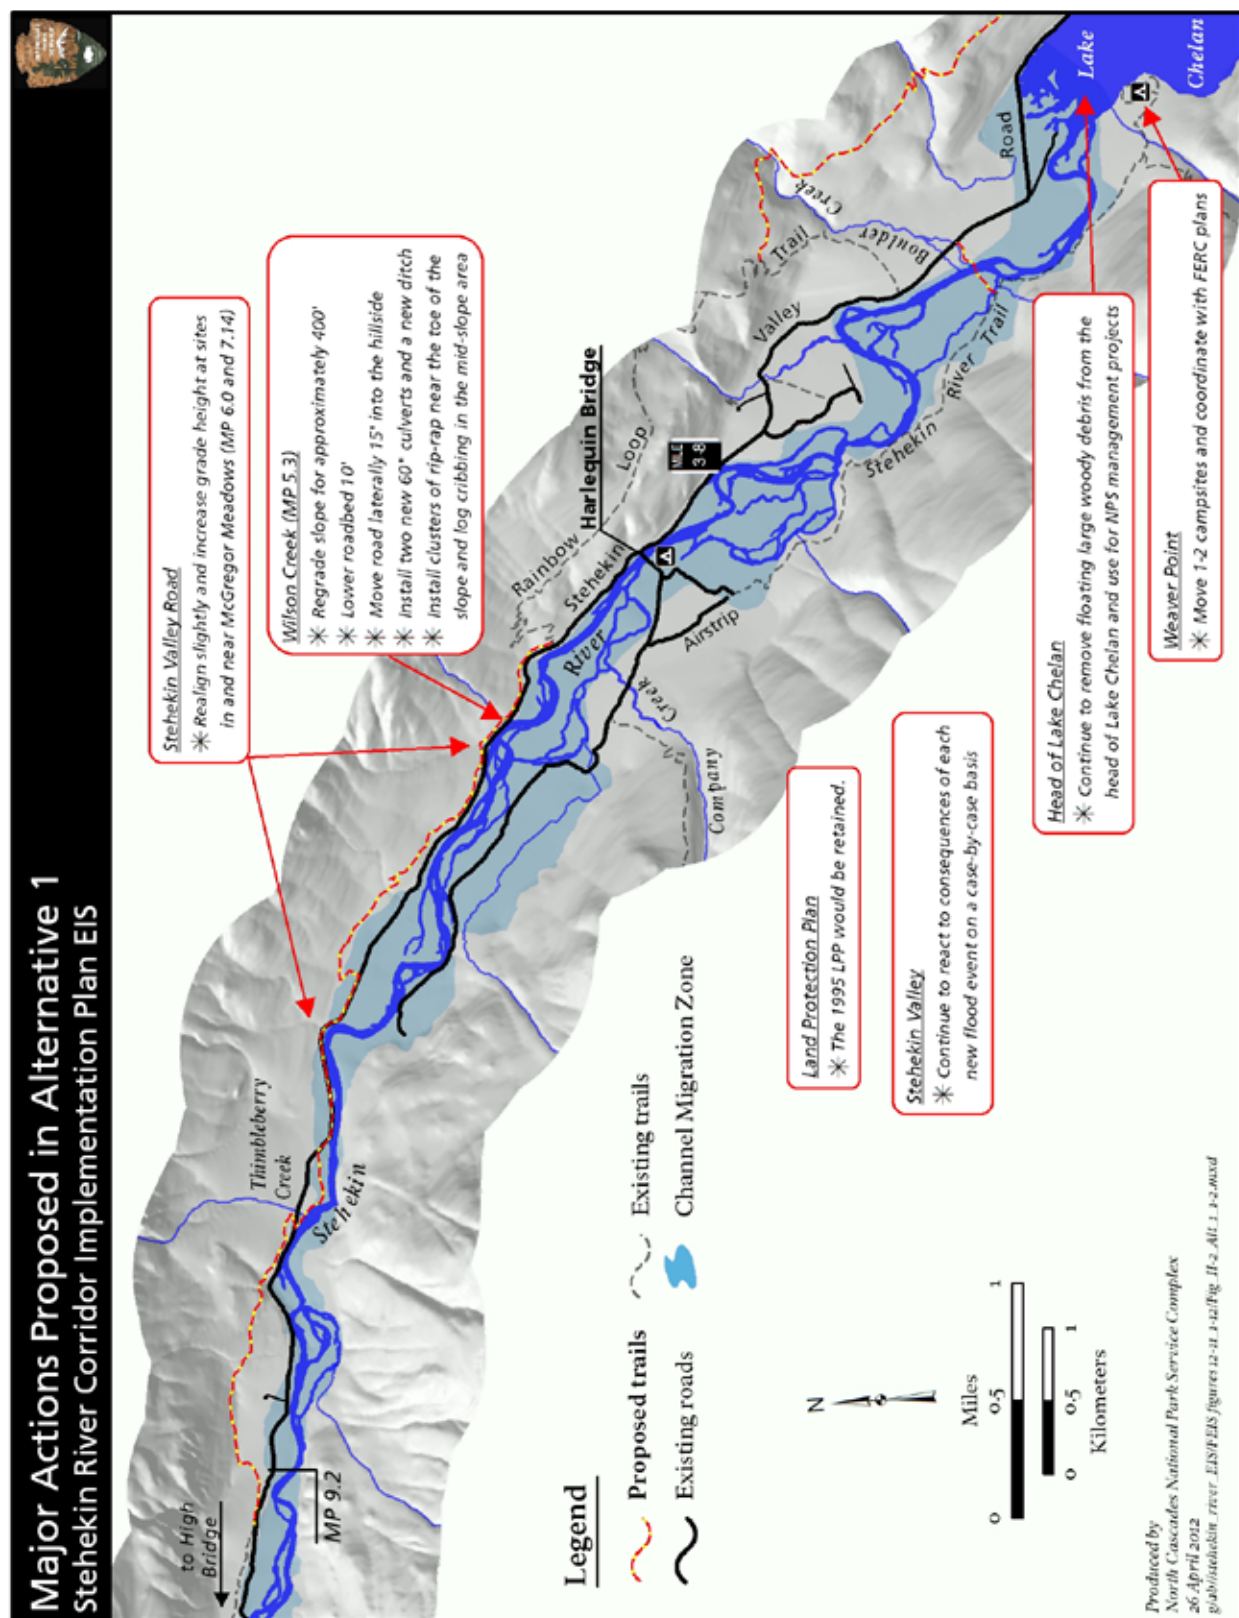 Major Actions Proposed in Alternative 1
Stehekin River Corridor Implementation Plan EIS
to High
Bridge
MP 9.2
Thimbleberry
Creek
Stehekin
Stehekin Valley Road
✳ Realign slightly and increase grade height at sites
in and near McGregor Meadows (MP 6.0 and 7.14)
Wilson Creek (MP 5.3)
✳ Regrade slope for approximately 400'
✳ Lower roadbed 10'
✳ Move road laterally 15" into the hillside
✳ Install two new 60" culverts and a new ditch
✳ Install clusters of rip-rap near the toe of the
slope and log cribbing in the mid-slope area
Rainbow
Loop
Trail
Stehekin
River
Harlequin Bridge
MILE
3.8
Valley
Boulder
Creek
Road
Airstrip
Company
Creek
Stehekin
River
Trail
Lake
Chelan
Land Protection Plan
✳ The 1995 LPP would be retained.
Stehekin Valley
✳ Continue to react to consequences of each
new flood event on a case-by-case basis
Head of Lake Chelan
✳ Continue to remove floating large woody debris from the
head of Lake Chelan and use for NPS management projects
Weaver Point
✳ Move 1-2 campsites and coordinate with FERC plans
Legend
Proposed trails
Existing roads
Existing trails
Channel Migration Zone
N
Miles
0 0.5 1
0 0.5 1
Kilometers
Produced by
North Cascades National Park Service Complex
26 April 2012